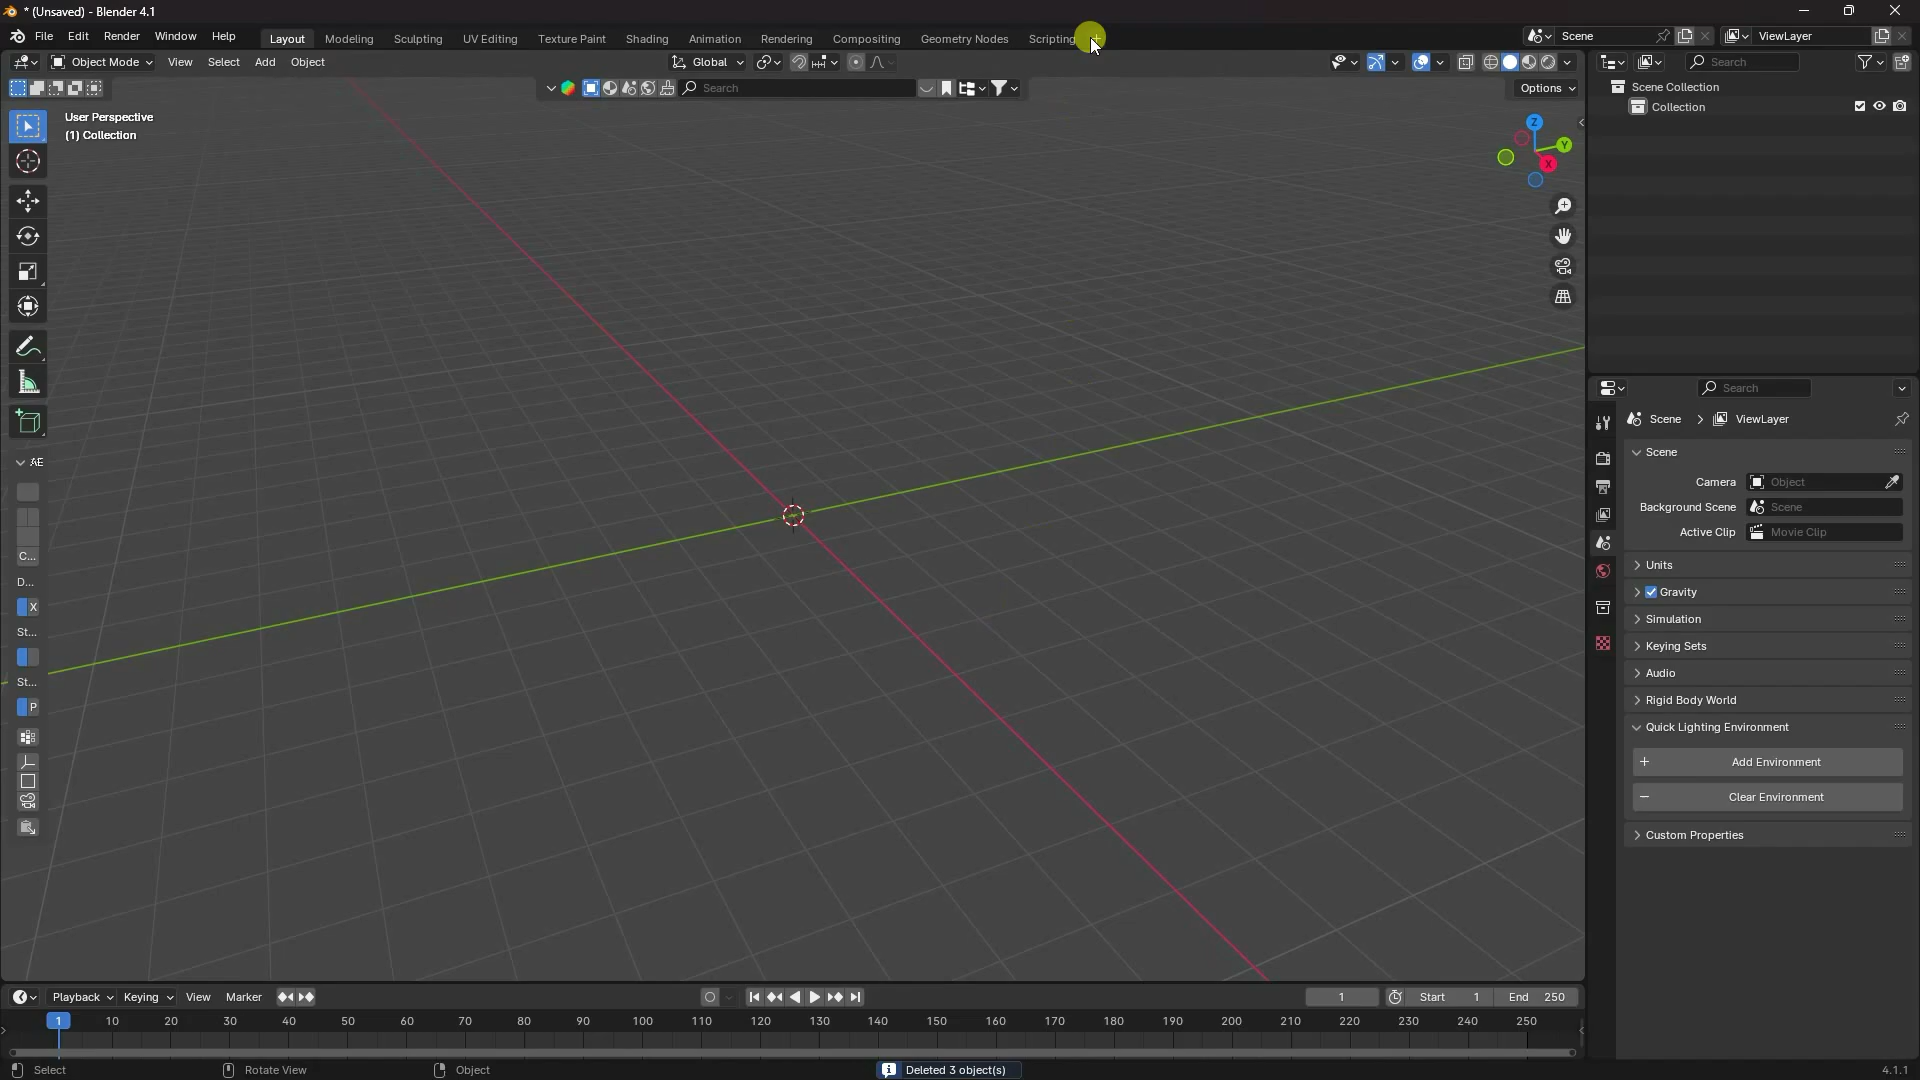 * (Unsaved) - Blender 4.1
File Edit Render Window Help Layout Modeling Sculpting UV Editing Texture Paint Shading Animation Rendering Compositing Geometry Nodes Scripting + Scene ViewLayer
Object Mode View Select Add Object Global Search
Search Options
User Perspective
(1) Collection
Z
Y
X
AE
C...
D...
X
St...
St...
P
Scene Collection
Collection
Search
Scene > ViewLayer
Scene
Camera Object
Background Scene Scene
Active Clip Movie Clip
Units
Gravity
Simulation
Keying Sets
Audio
Rigid Body World
Quick Lighting Environment
+ Add Environment
− Clear Environment
Custom Properties
Playback Keying View Marker 1 Start 1 End 250
1 10 20 30 40 50 60 70 80 90 100 110 120 130 140 150 160 170 180 190 200 210 220 230 240 250
Select Rotate View Object Deleted 3 object(s) 4.1.1